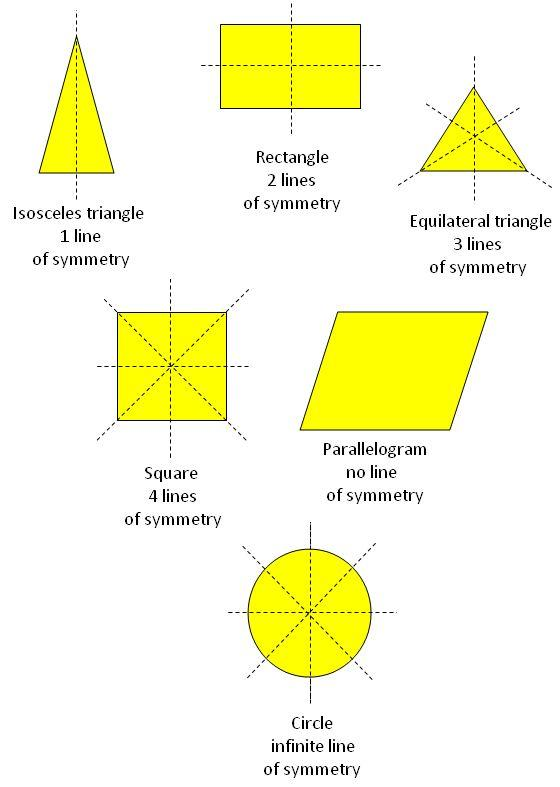 Isosceles triangle
1 line
of symmetry
Rectangle
2 lines
of symmetry
Equilateral triangle
3 lines
of symmetry
Square
4 lines
of symmetry
Parallelogram
no line
of symmetry
Circle
infinite line
of symmetry